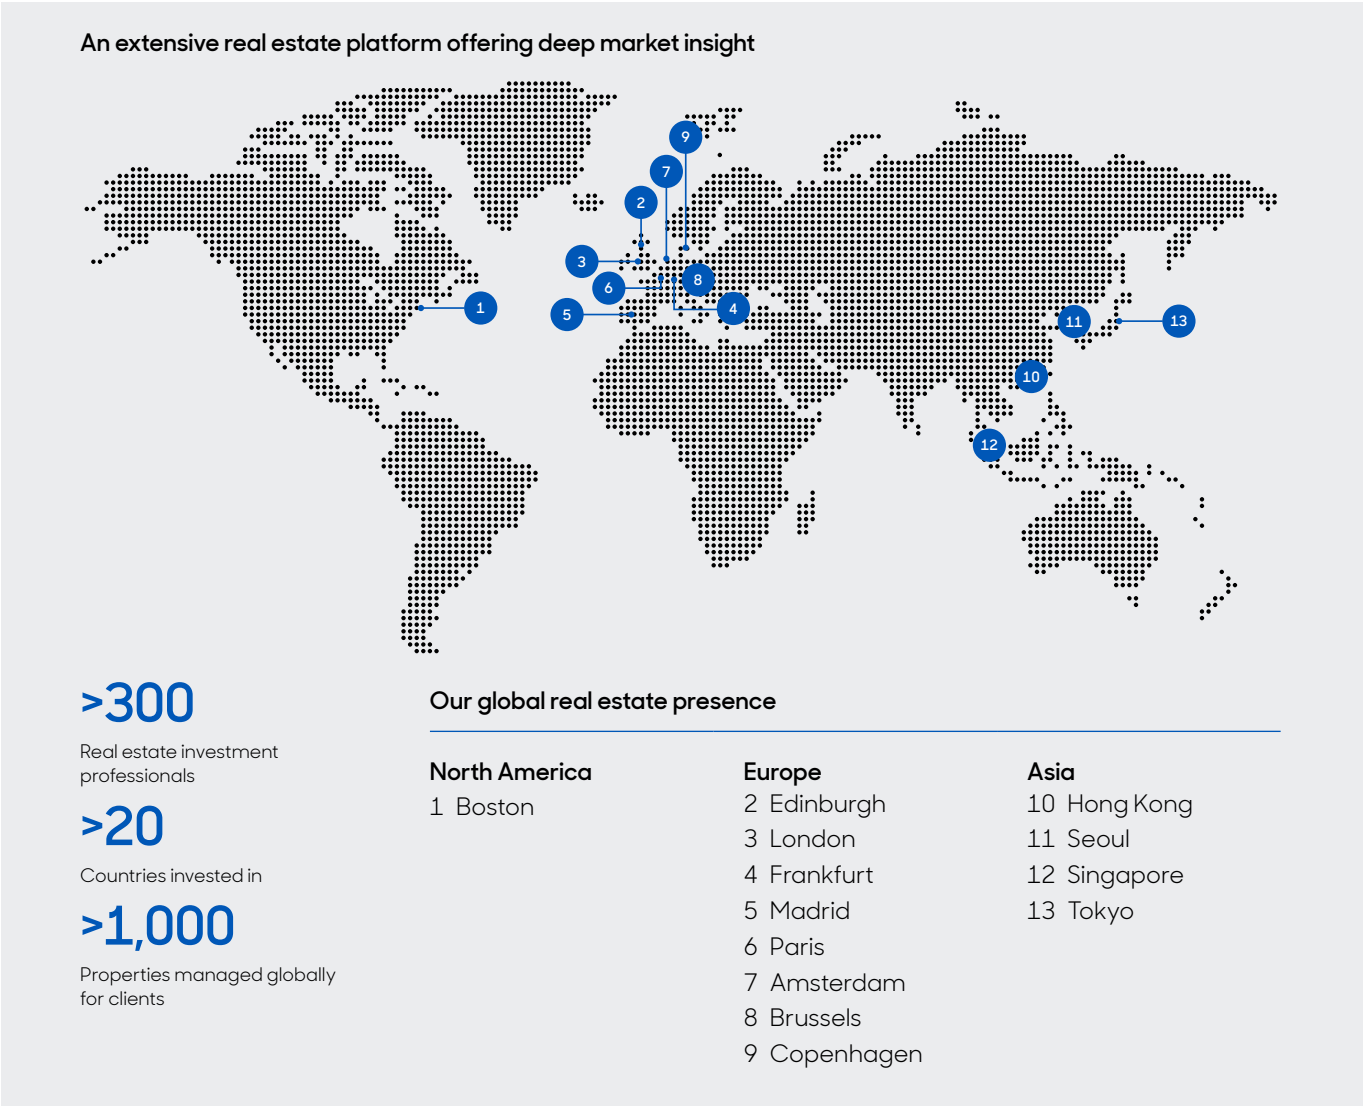 An extensive real estate platform offering deep market insight
9
7
2
3
8
6
1
4
5
11
13
10
12
>300
Real estate investment
professionals
>20
Countries invested in
>1,000
Properties managed globally
for clients
Our global real estate presence
North America
1 Boston
Europe
2 Edinburgh
3 London
4 Frankfurt
5 Madrid
6 Paris
7 Amsterdam
8 Brussels
9 Copenhagen
Asia
10 Hong Kong
11 Seoul
12 Singapore
13 Tokyo